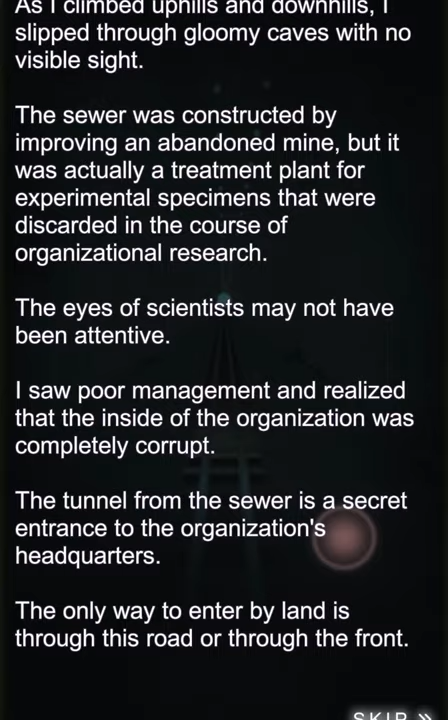 As I climbed uphills and downhills, I
slipped through gloomy caves with no
visible sight.
The sewer was constructed by
improving an abandoned mine, but it
was actually a treatment plant for
experimental specimens that were
discarded in the course of
organizational research.
The eyes of scientists may not have
been attentive.
I saw poor management and realized
that the inside of the organization was
completely corrupt.
The tunnel from the sewer is a secret
entrance to the organization's
headquarters.
The only way to enter by land is
through this road or through the front.
SKIP »